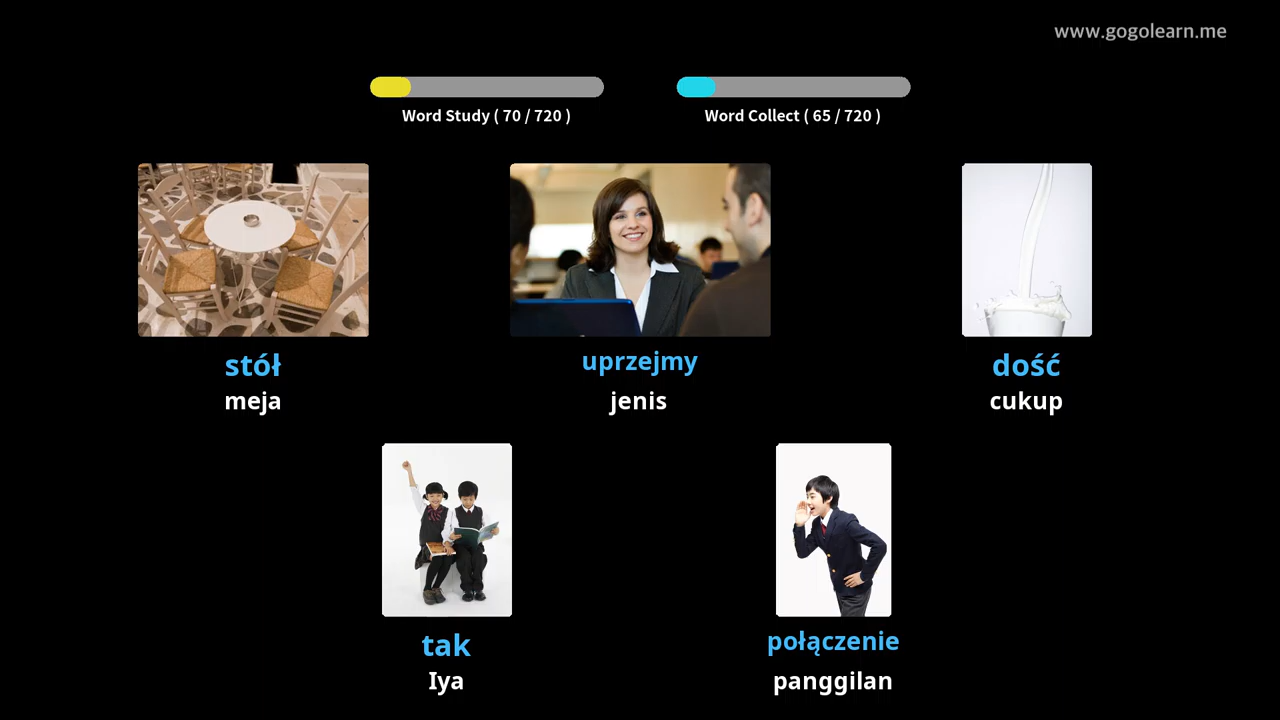 www.gogolearn.me
Word Study ( 70 / 720 )
Word Collect ( 65 / 720 )
stół
meja
uprzejmy
jenis
dość
cukup
tak
Iya
połączenie
panggilan